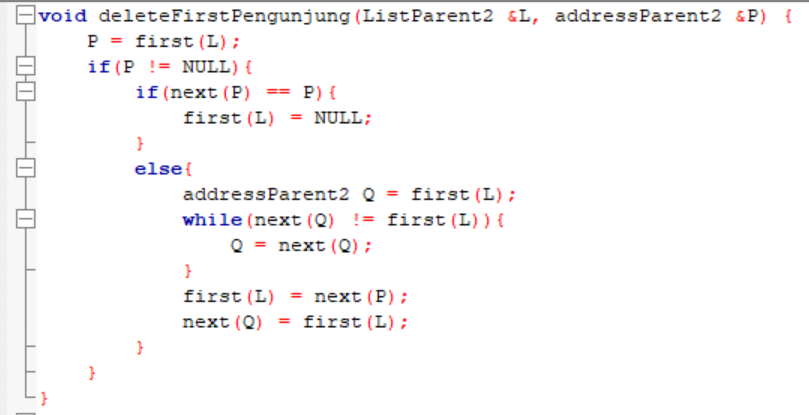 void deleteFirstPengunjung(ListParent2 &L, addressParent2 &P) {
    P = first(L);
    if(P != NULL){
        if(next(P) == P){
            first(L) = NULL;
        }
        else{
            addressParent2 Q = first(L);
            while(next(Q) != first(L)){
                Q = next(Q);
            }
            first(L) = next(P);
            next(Q) = first(L);
        }
    }
}